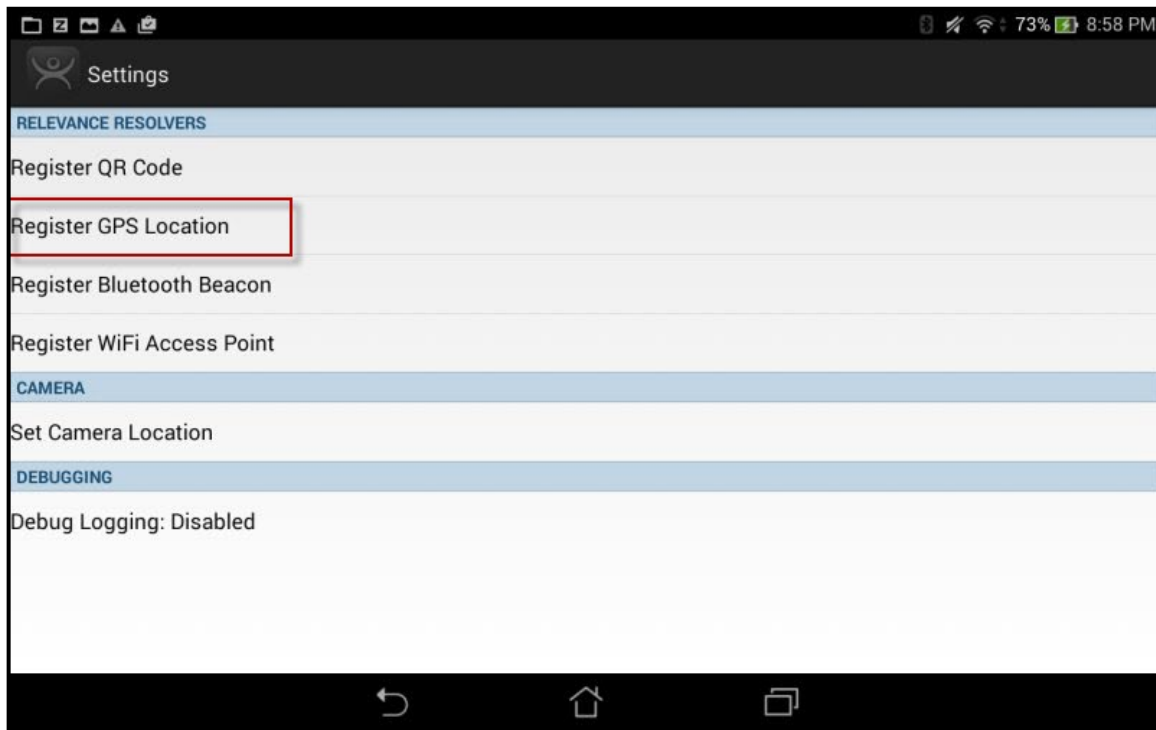 73% 8:58 PM
Settings
RELEVANCE RESOLVERS
Register QR Code
Register GPS Location
Register Bluetooth Beacon
Register WiFi Access Point
CAMERA
Set Camera Location
DEBUGGING
Debug Logging: Disabled